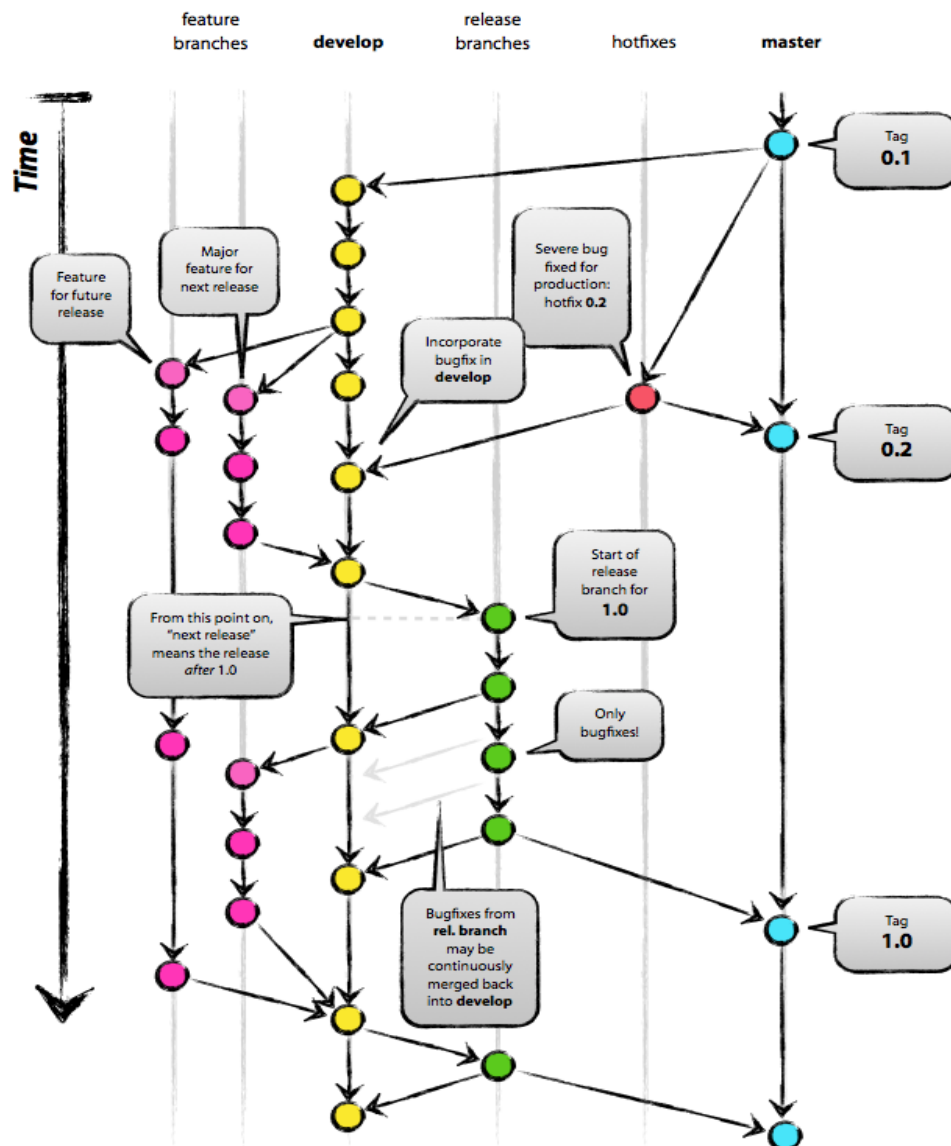 feature
branches
develop
release
branches
hotfixes
master
Time
Tag
0.1
Major
feature for
next release
Severe bug
fixed for
production:
hotfix 0.2
Feature
for future
release
Incorporate
bugfix in
develop
Tag
0.2
Start of
release
branch for
1.0
From this point on,
“next release”
means the release
after 1.0
Only
bugfixes!
Bugfixes from
rel. branch
may be
continuously
merged back
into develop
Tag
1.0